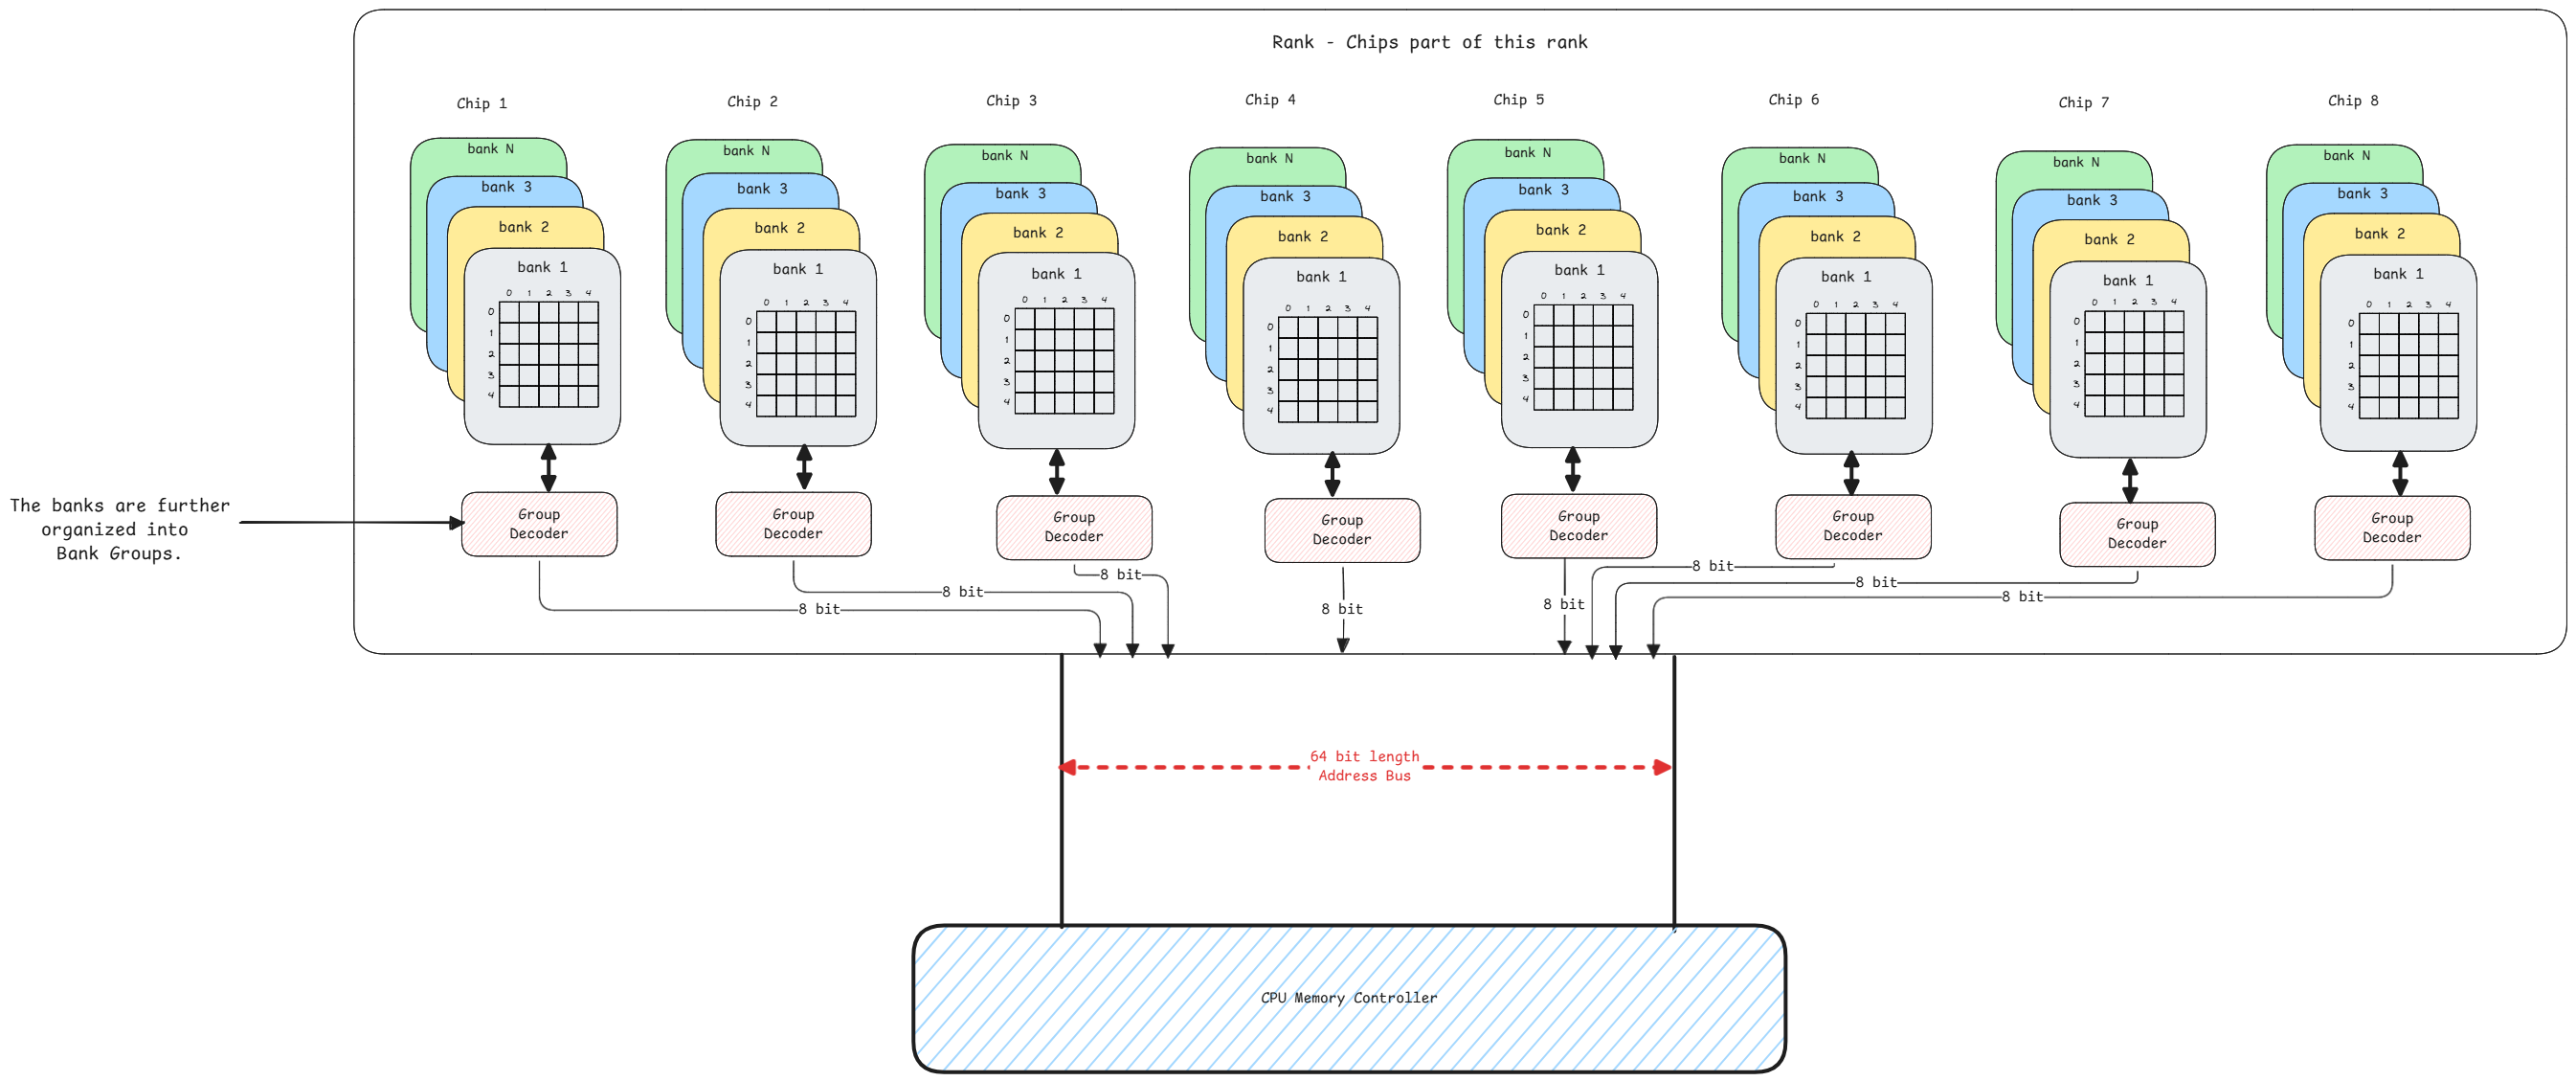 Rank - Chips part of this rank
Chip 1
Chip 2
Chip 3
Chip 4
Chip 5
Chip 6
Chip 7
Chip 8
bank N
bank 3
bank 2
bank 1
0 1 2 3 4
0
1
2
3
4
bank N
bank 3
bank 2
bank 1
0 1 2 3 4
0
1
2
3
4
bank N
bank 3
bank 2
bank 1
0 1 2 3 4
0
1
2
3
4
bank N
bank 3
bank 2
bank 1
0 1 2 3 4
0
1
2
3
4
bank N
bank 3
bank 2
bank 1
0 1 2 3 4
0
1
2
3
4
bank N
bank 3
bank 2
bank 1
0 1 2 3 4
0
1
2
3
4
bank N
bank 3
bank 2
bank 1
0 1 2 3 4
0
1
2
3
4
bank N
bank 3
bank 2
bank 1
0 1 2 3 4
0
1
2
3
4
The banks are further
organized into
Bank Groups.
Group
Decoder
Group
Decoder
Group
Decoder
Group
Decoder
Group
Decoder
Group
Decoder
Group
Decoder
Group
Decoder
8 bit
8 bit
8 bit
8 bit
8 bit
8 bit
8 bit
8 bit
64 bit length
Address Bus
CPU Memory Controller